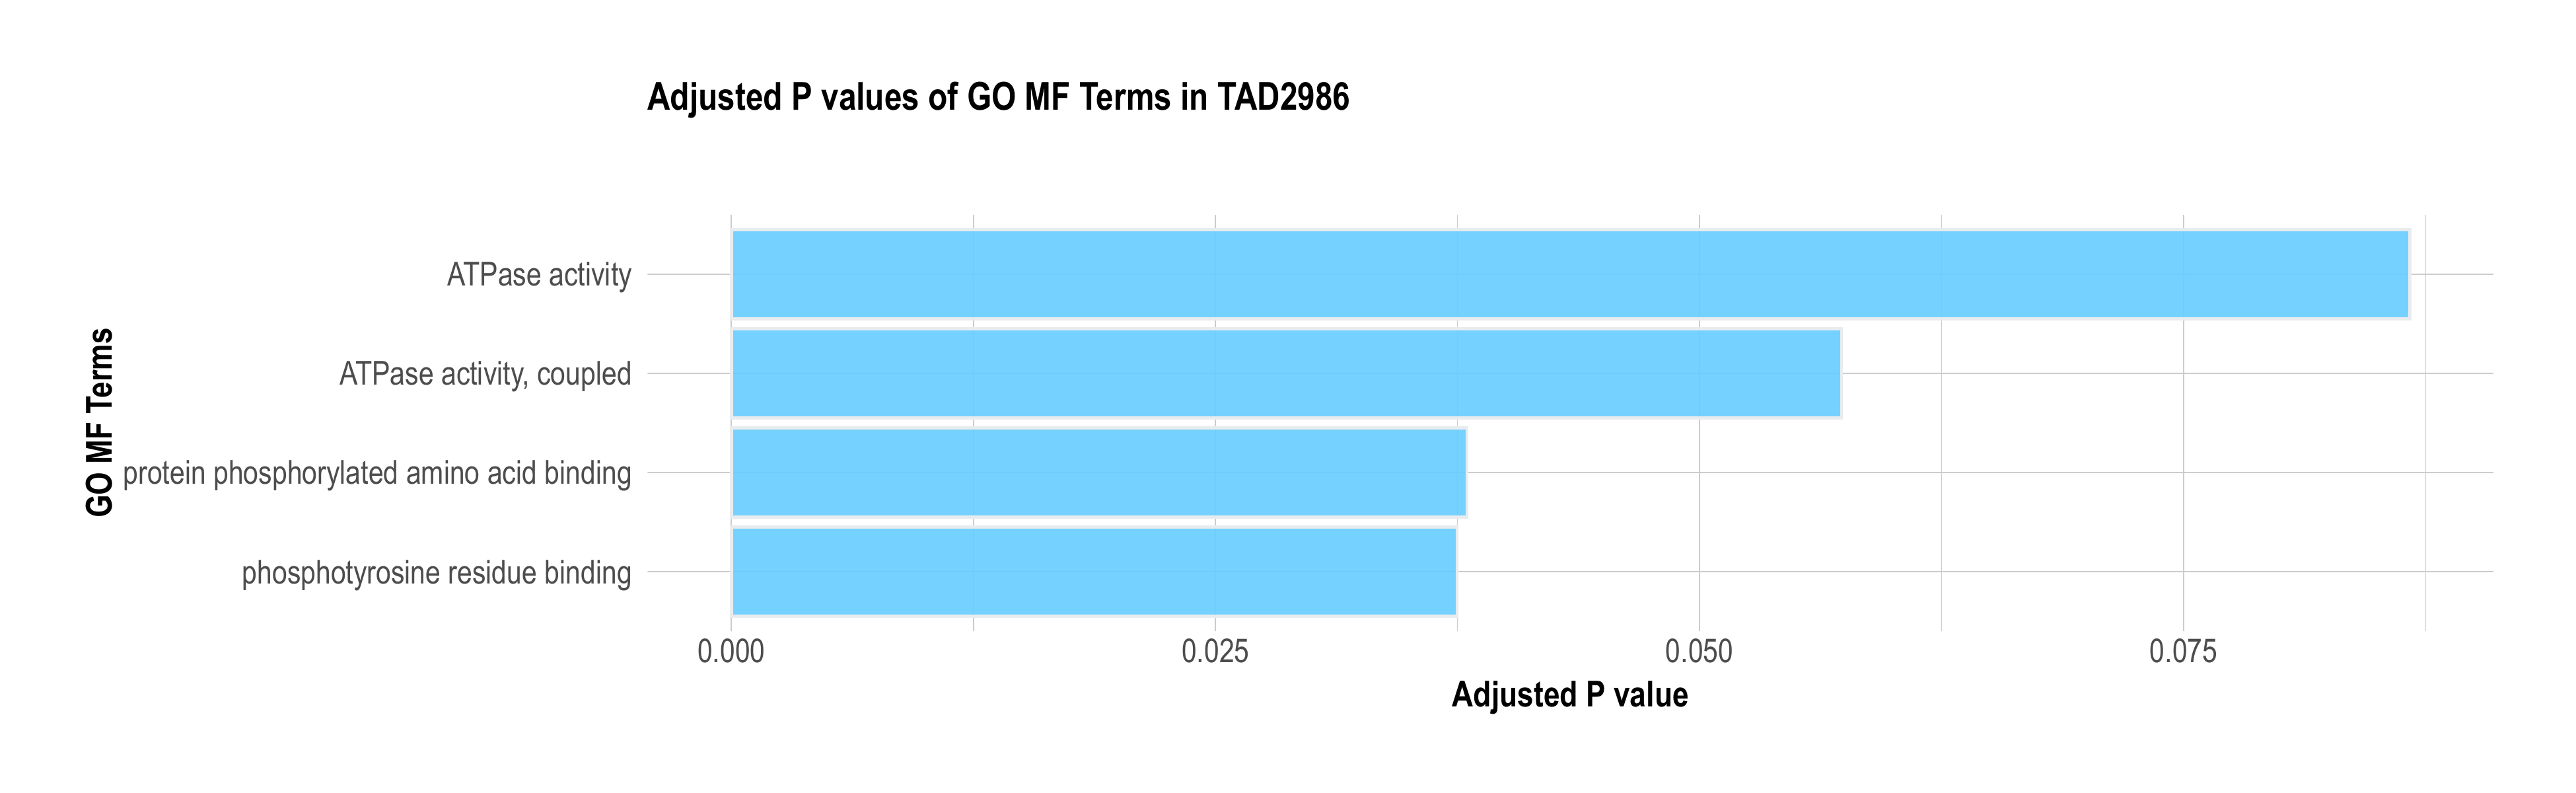 Adjusted P values of GO MF Terms in TAD2986
GO MF Terms
ATPase activity
ATPase activity, coupled
protein phosphorylated amino acid binding
phosphotyrosine residue binding
0.000
0.025
0.050
0.075
Adjusted P value